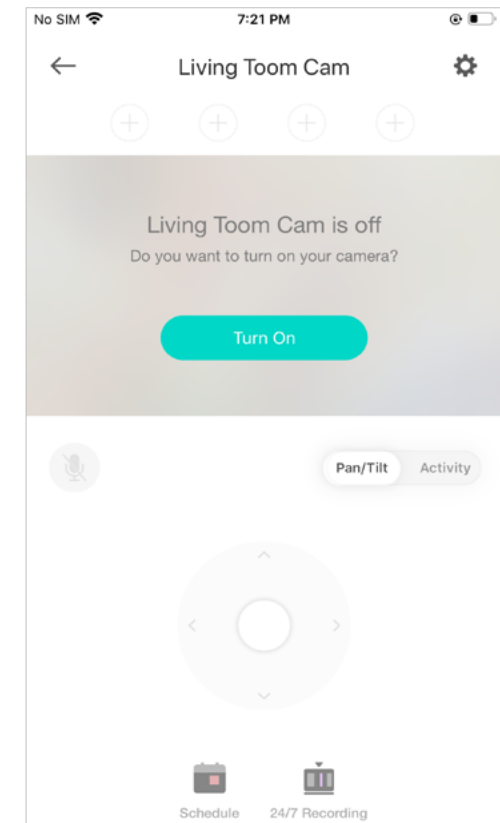 No SIM 7:21 PM
Living Toom Cam
Living Toom Cam is off
Do you want to turn on your camera?
Turn On
Pan/Tilt Activity
Schedule 24/7 Recording